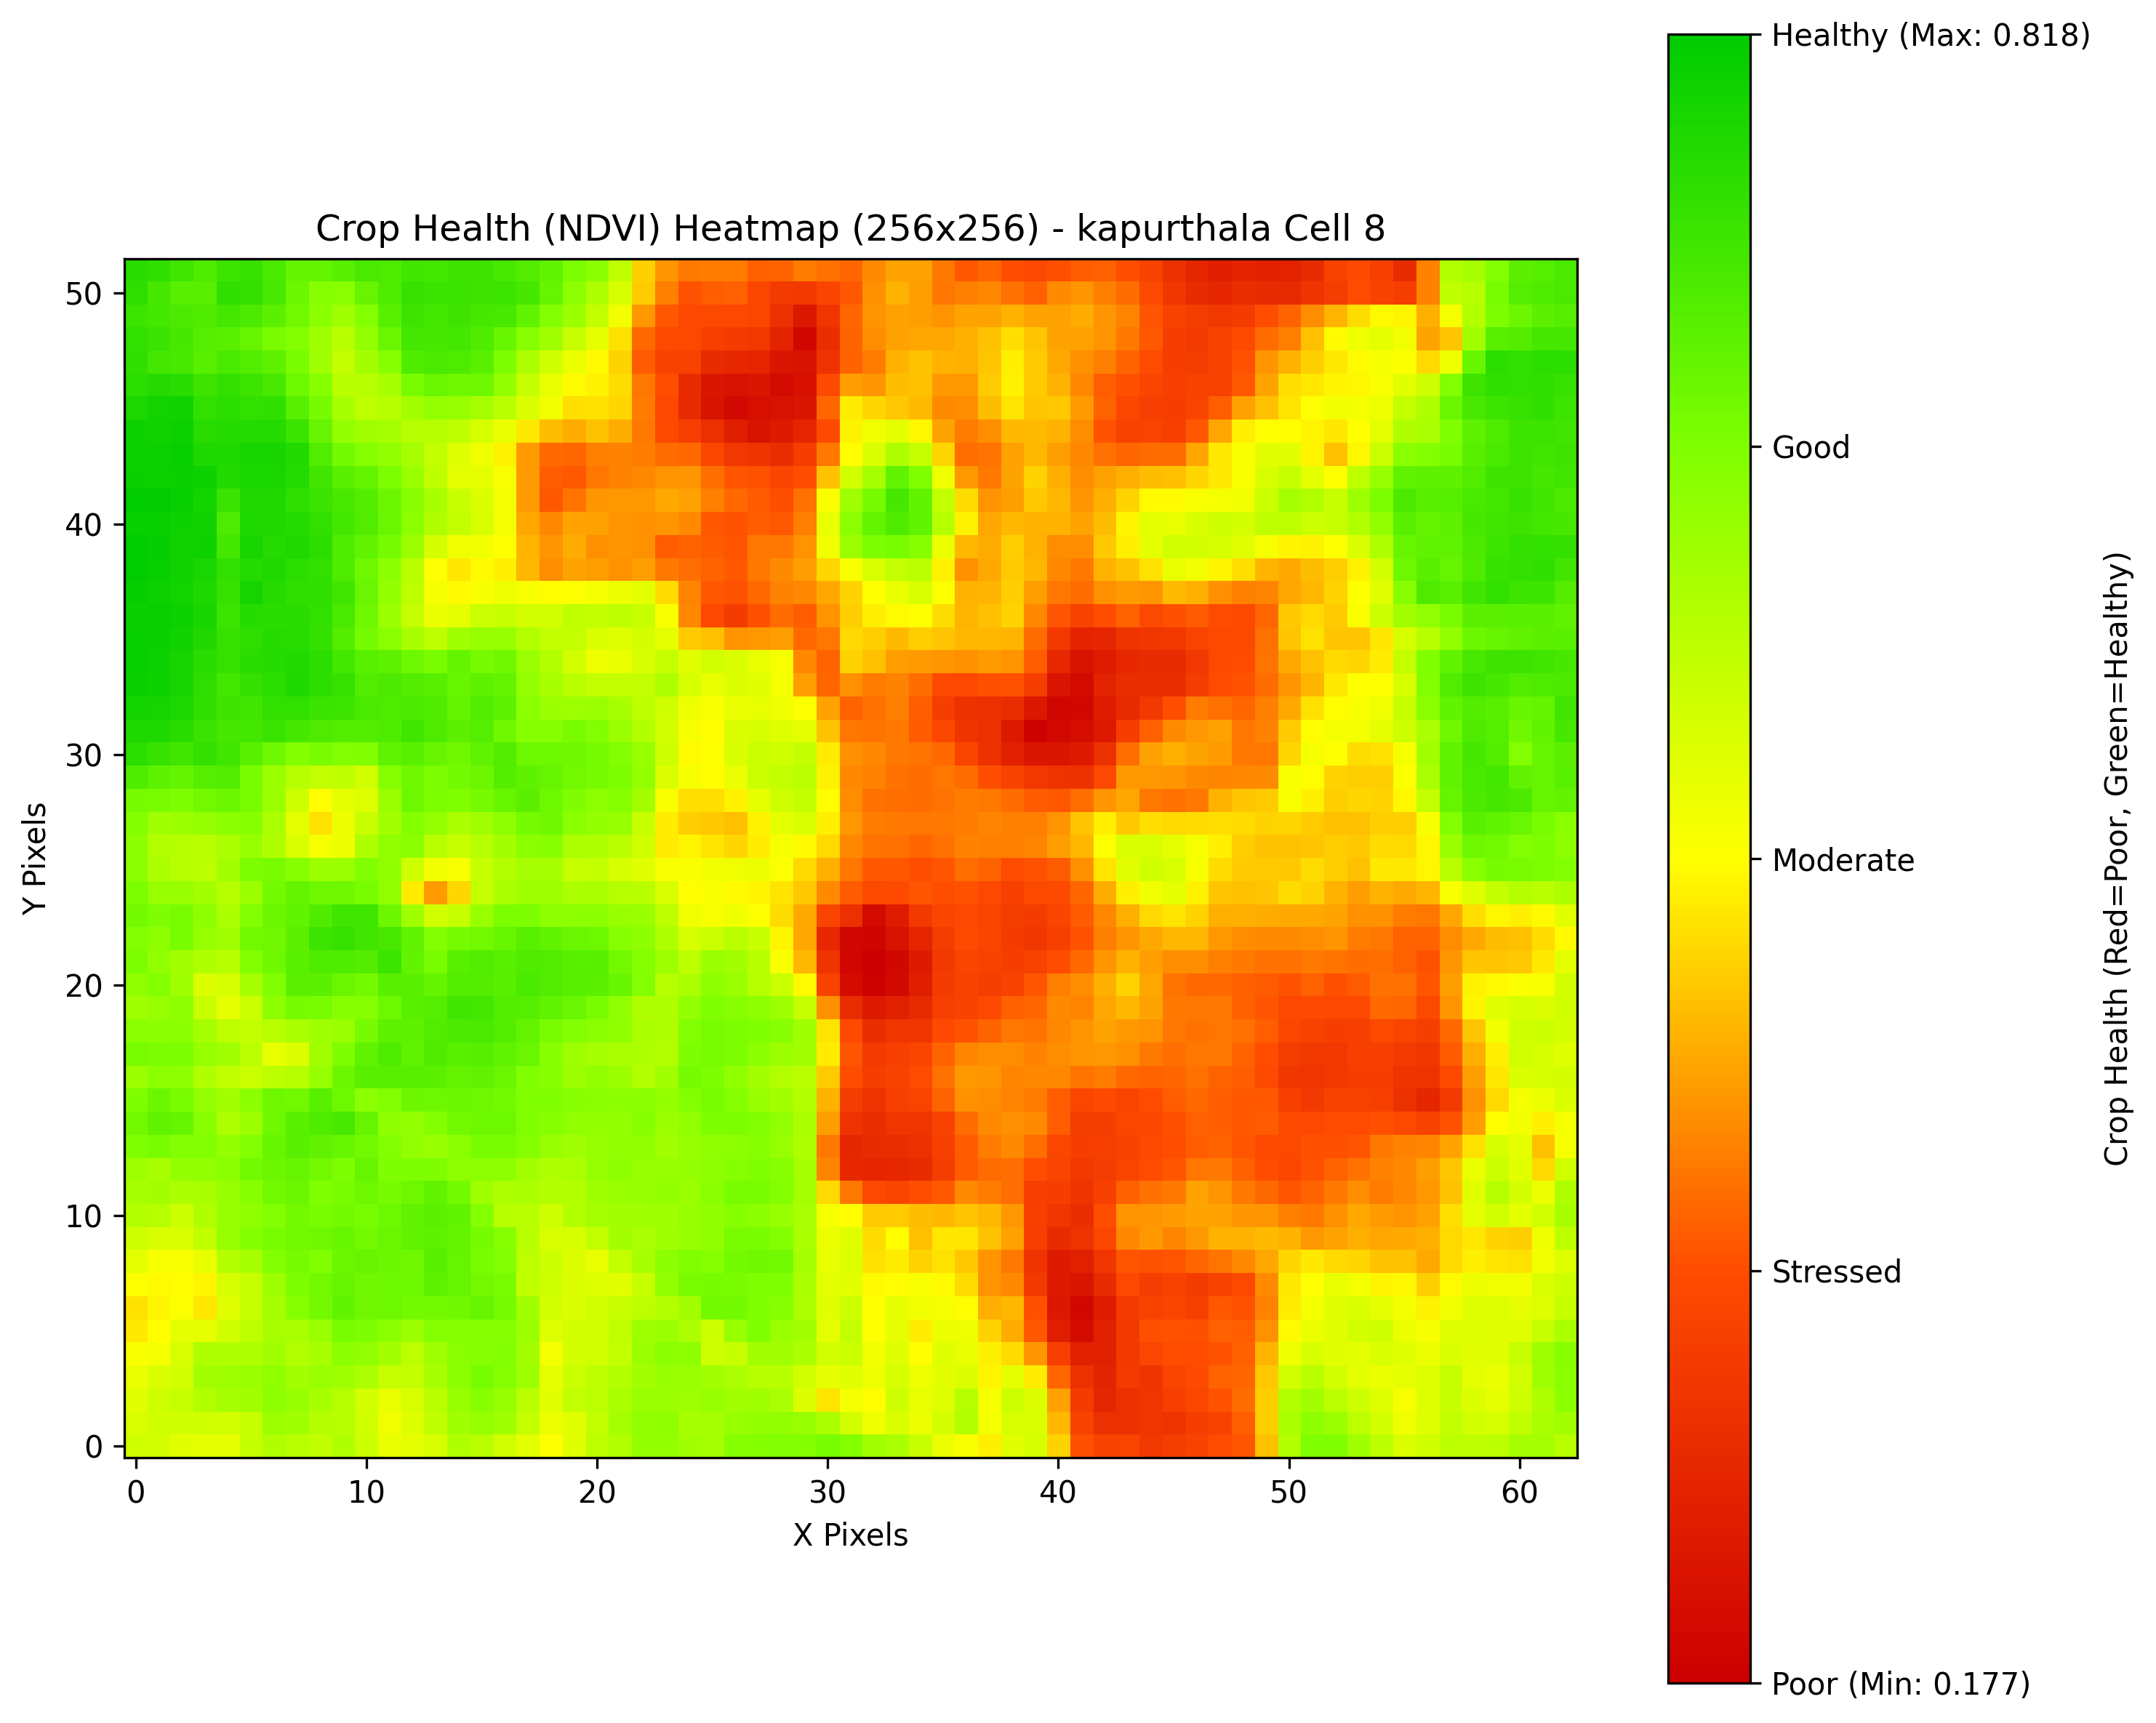 Crop Health (NDVI) Heatmap (256x256) - kapurthala Cell 8
Healthy (Max: 0.818)
Good
Moderate
Stressed
Poor (Min: 0.177)
Crop Health (Red=Poor, Green=Healthy)
Y Pixels
50
40
30
20
10
0
0 10 20 30 40 50 60
X Pixels